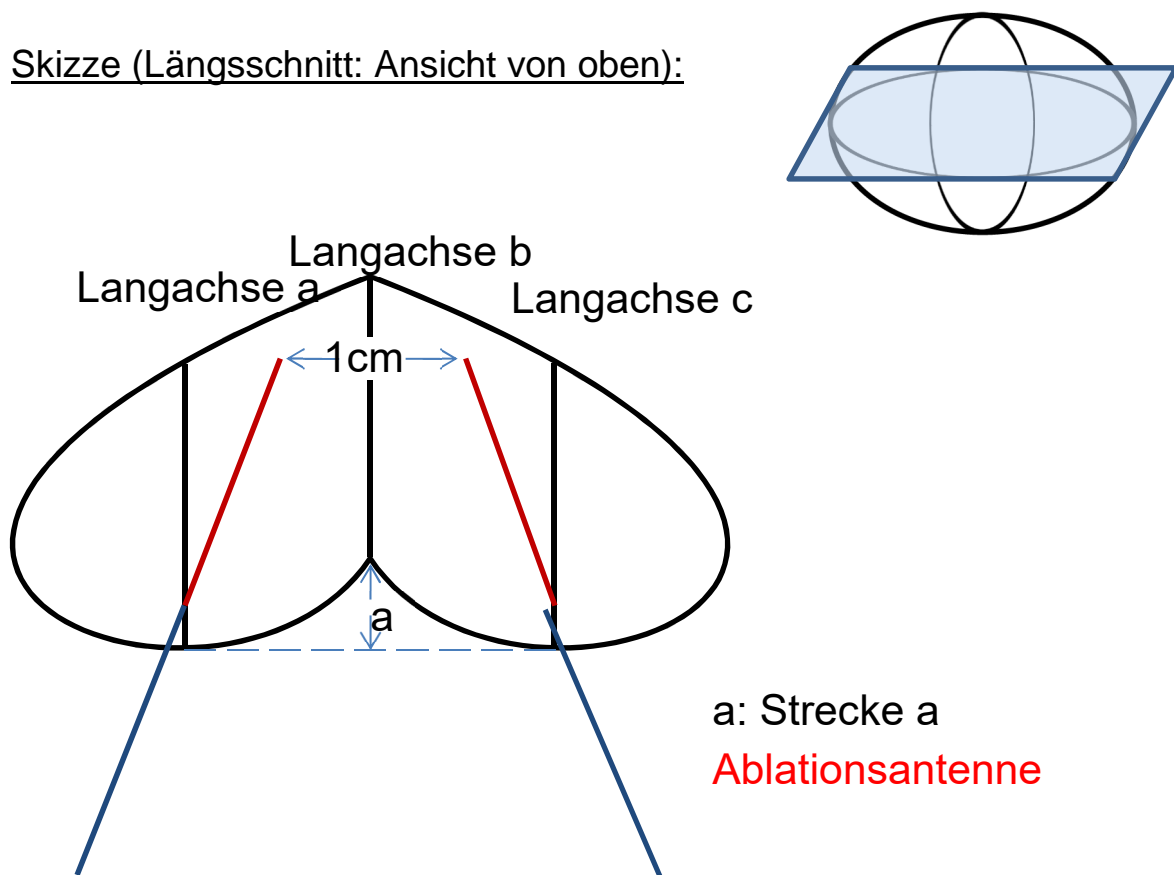 Skizze (Längsschnitt: Ansicht von oben):
Langachse b
Langachse a
Langachse c
1cm
a
a: Strecke a
Ablationsantenne